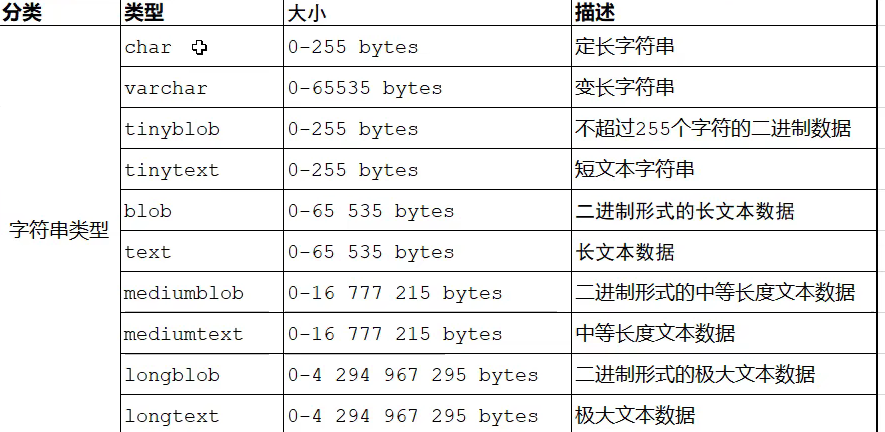 分类 类型 大小 描述
char 0-255 bytes 定长字符串
varchar 0-65535 bytes 变长字符串
tinyblob 0-255 bytes 不超过255个字符的二进制数据
tinytext 0-255 bytes 短文本字符串
blob 0-65 535 bytes 二进制形式的长文本数据
字符串类型
text 0-65 535 bytes 长文本数据
mediumblob 0-16 777 215 bytes 二进制形式的中等长度文本数据
mediumtext 0-16 777 215 bytes 中等长度文本数据
longblob 0-4 294 967 295 bytes 二进制形式的极大文本数据
longtext 0-4 294 967 295 bytes 极大文本数据